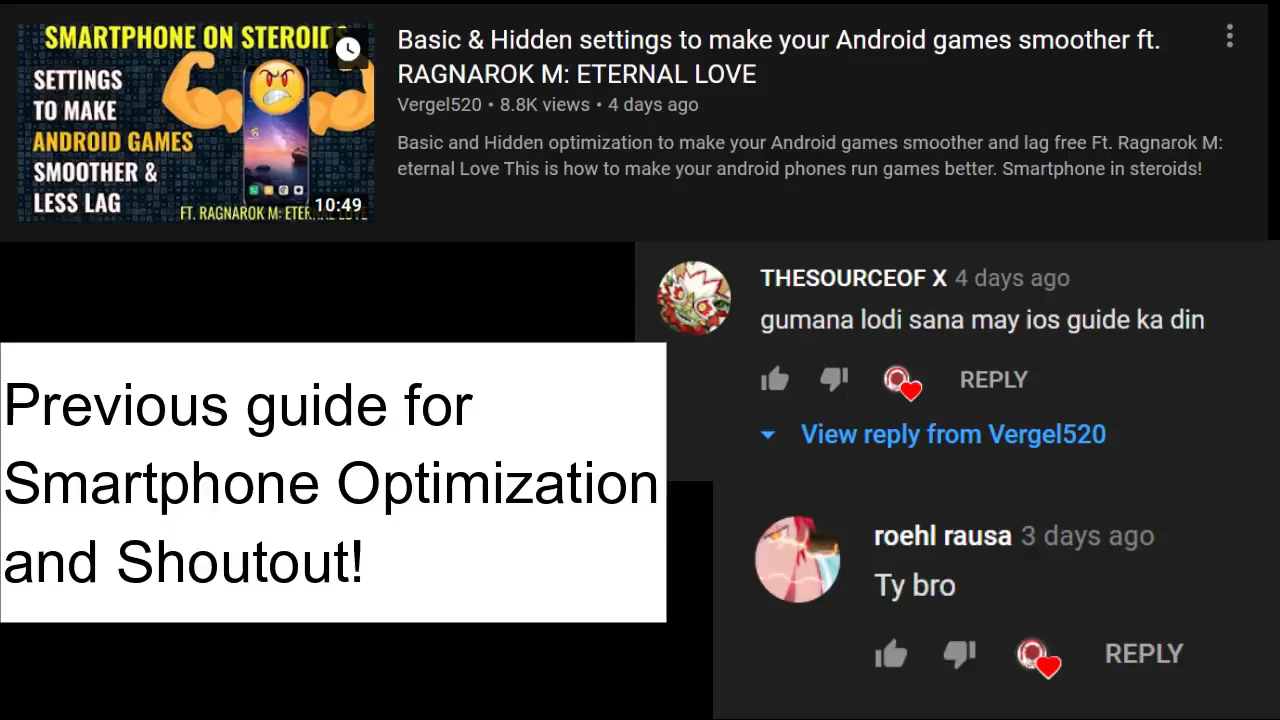 SMARTPHONE ON STEROIDS
SETTINGS
TO MAKE
ANDROID GAMES
SMOOTHER &
LESS LAG
FT. RAGNAROK M: ETERNAL LOVE
10:49
Basic & Hidden settings to make your Android games smoother ft.
RAGNAROK M: ETERNAL LOVE
Vergel520 • 8.8K views • 4 days ago
Basic and Hidden optimization to make your Android games smoother and lag free Ft. Ragnarok M:
eternal Love This is how to make your android phones run games better. Smartphone in steroids!
THESOURCEOF X 4 days ago
gumana lodi sana may ios guide ka din
REPLY
View reply from Vergel520
Previous guide for
Smartphone Optimization
and Shoutout!
roehl rausa 3 days ago
Ty bro
REPLY